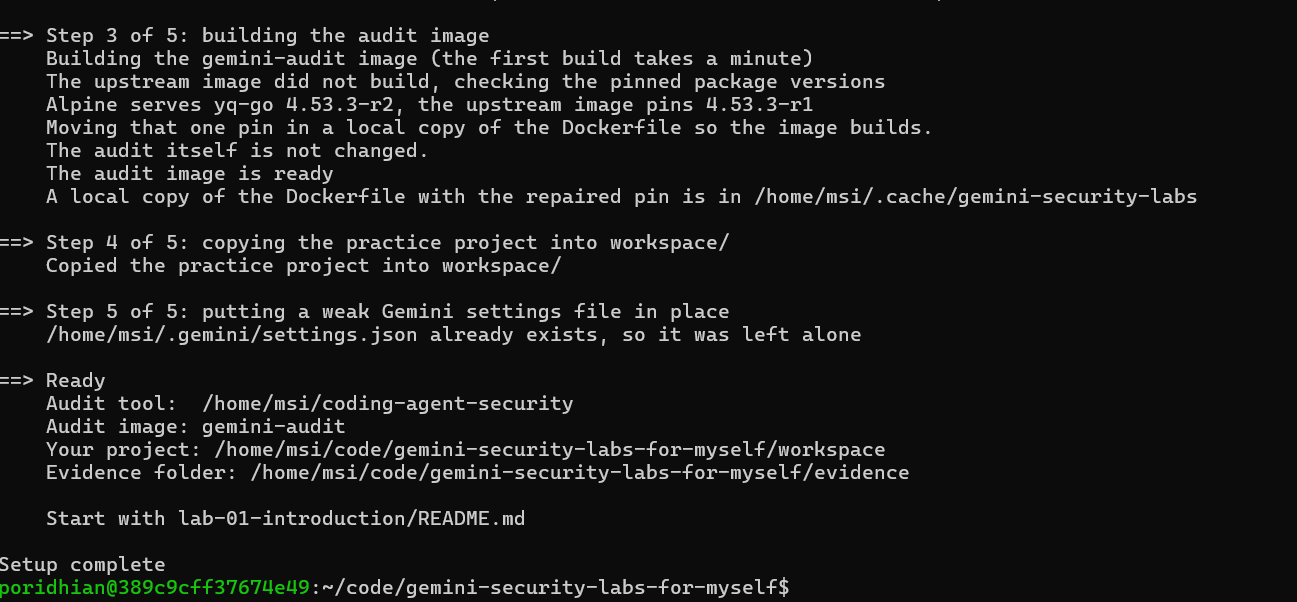 ==> Step 3 of 5: building the audit image
    Building the gemini-audit image (the first build takes a minute)
    The upstream image did not build, checking the pinned package versions
    Alpine serves yq-go 4.53.3-r2, the upstream image pins 4.53.3-r1
    Moving that one pin in a local copy of the Dockerfile so the image builds.
    The audit itself is not changed.
    The audit image is ready
    A local copy of the Dockerfile with the repaired pin is in /home/msi/.cache/gemini-security-labs

==> Step 4 of 5: copying the practice project into workspace/
    Copied the practice project into workspace/

==> Step 5 of 5: putting a weak Gemini settings file in place
    /home/msi/.gemini/settings.json already exists, so it was left alone

==> Ready
    Audit tool:  /home/msi/coding-agent-security
    Audit image: gemini-audit
    Your project: /home/msi/code/gemini-security-labs-for-myself/workspace
    Evidence folder: /home/msi/code/gemini-security-labs-for-myself/evidence

    Start with lab-01-introduction/README.md

Setup complete
poridhian@389c9cff37674e49:~/code/gemini-security-labs-for-myself$